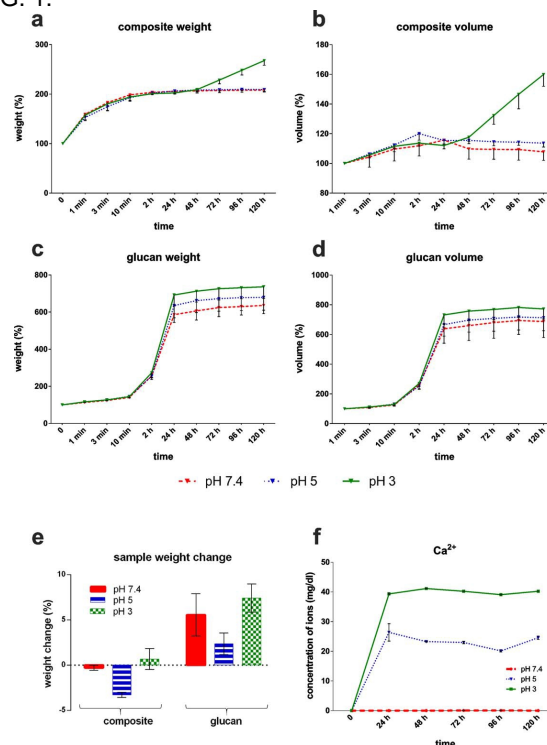 G. 1.
a
composite weight
weight (%)
300
200
100
0
0 1 min 3 min 10 min 2 h 24 h 48 h 72 h 96 h 120 h
time
b
composite volume
volume (%)
180
160
140
120
100
80
1 min 3 min 10 min 2 h 24 h 48 h 72 h 96 h 120 h
time
c
glucan weight
weight (%)
800
600
400
200
0
0 1 min 3 min 10 min 2 h 24 h 48 h 72 h 96 h 120 h
time
d
glucan volume
volume (%)
1000
800
600
400
200
0
1 min 3 min 10 min 2 h 24 h 48 h 72 h 96 h 120 h
time
pH 7.4 pH 5 pH 3
e
sample weight change
weight change (%)
10
5
0
-5
pH 7.4
pH 5
pH 3
composite glucan
f
Ca²⁺
concentration of ions (mg/dl)
50
40
30
20
10
0
pH 7.4
pH 5
pH 3
0 24 h 48 h 72 h 96 h 120 h
time